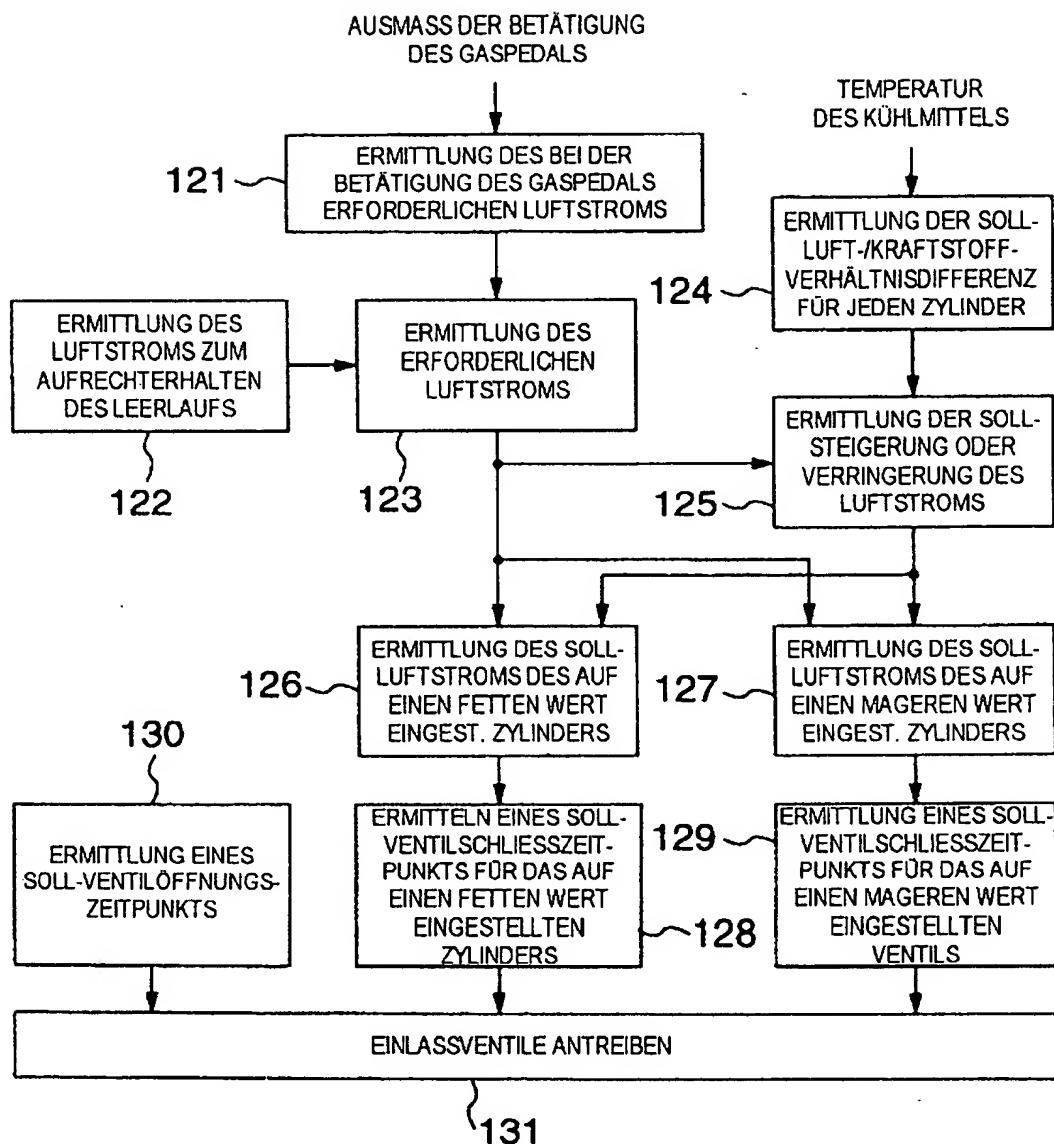 AUSMASS DER BETÄTIGUNG
DES GASPEDALS
TEMPERATUR
DES KÜHLMITTELS
121
ERMITTLUNG DES BEI DER
BETÄTIGUNG DES GASPEDALS
ERFORDERLICHEN LUFTSTROMS
124
ERMITTLUNG DER SOLL-
LUFT-/KRAFTSTOFF-
VERHÄLTNISDIFFERENZ
FÜR JEDEN ZYLINDER
ERMITTLUNG DES
LUFTSTROMS ZUM
AUFRECHTERHALTEN
DES LEERLAUFS
122
ERMITTLUNG DES
ERFORDERLICHEN
LUFTSTROMS
123
ERMITTLUNG DER SOLL-
STEIGERUNG ODER
VERRINGERUNG DES
LUFTSTROMS
125
126
ERMITTLUNG DES SOLL-
LUFTSTROMS DES AUF
EINEN FETTEN WERT
EINGEST. ZYLINDERS
127
ERMITTLUNG DES SOLL-
LUFTSTROMS DES AUF
EINEN MAGEREN WERT
EINGEST. ZYLINDERS
130
ERMITTLUNG EINES
SOLL-VENTILÖFFNUNGS-
ZEITPUNKTS
ERMITTELN EINES SOLL-
VENTILSCHLIESSZEIT-
PUNKTS FÜR DAS AUF
EINEN FETTEN WERT
EINGESTELLTEN
ZYLINDERS
128
129
ERMITTLUNG EINES SOLL-
VENTILSCHLIESSZEIT-
PUNKTS FÜR DAS AUF
EINEN MAGEREN WERT
EINGESTELLTEN
VENTILS
EINLASSVENTILE ANTREIBEN
131